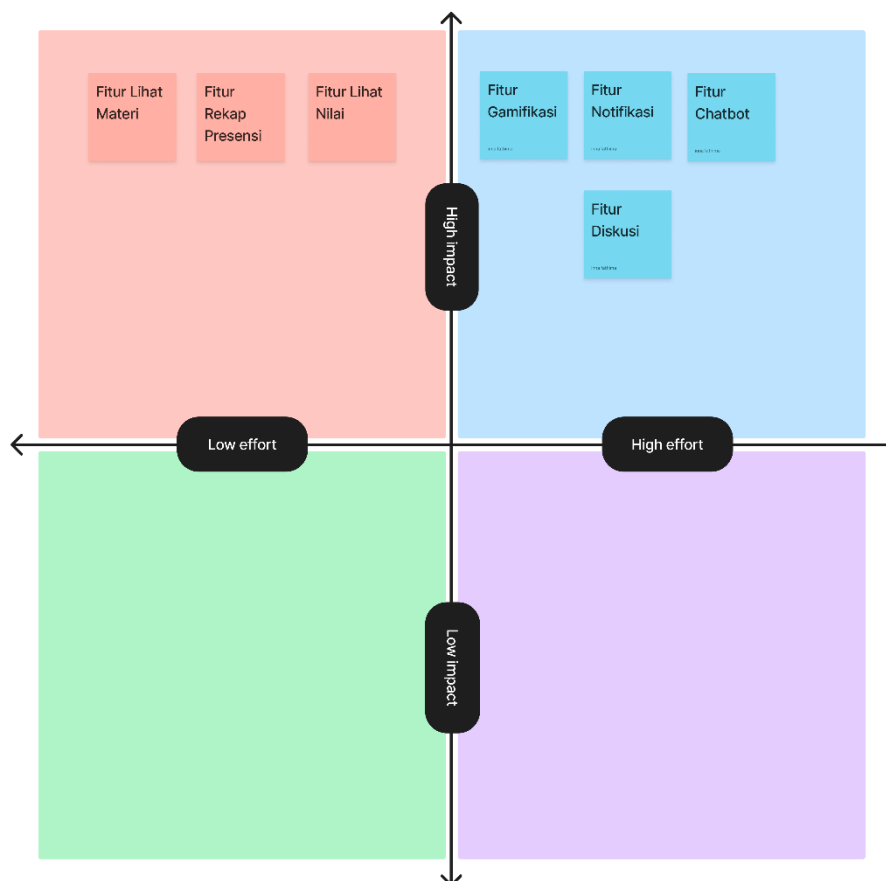 Fitur Lihat
Materi
Fitur
Rekap
Presensi
Fitur Lihat
Nilai
Fitur
Gamifikasi
Fitur
Notifikasi
Fitur
Chatbot
Fitur
Diskusi
High impact
Low effort
High effort
Low impact